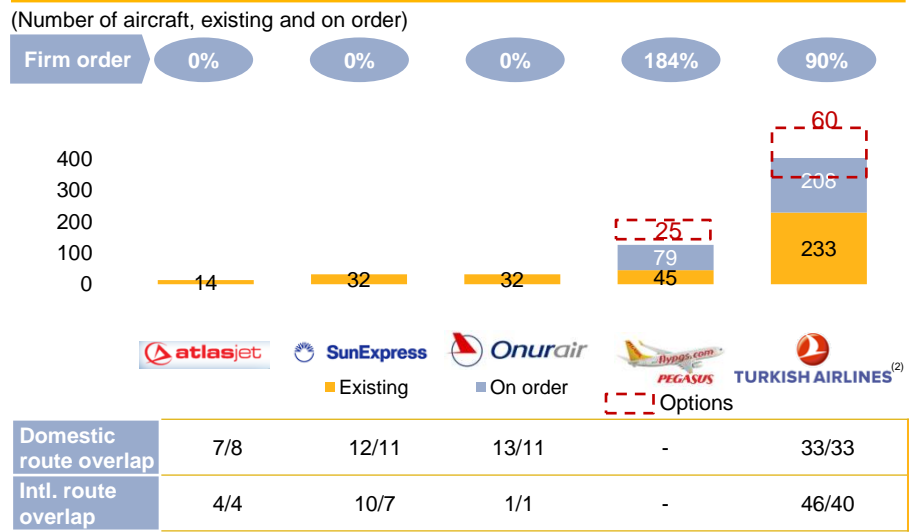 (Number of aircraft, existing and on order)
Firm order 0% 0% 0% 184% 90%
60
400
300
200
100
0
208
233
25
79
45
14
32
32
atlasjet SunExpress Onurair flypgs.com PEGASUS TURKISH AIRLINES(2)
Existing On order Options
Domestic route overlap 7/8 12/11 13/11 - 33/33
Intl. route overlap 4/4 10/7 1/1 - 46/40